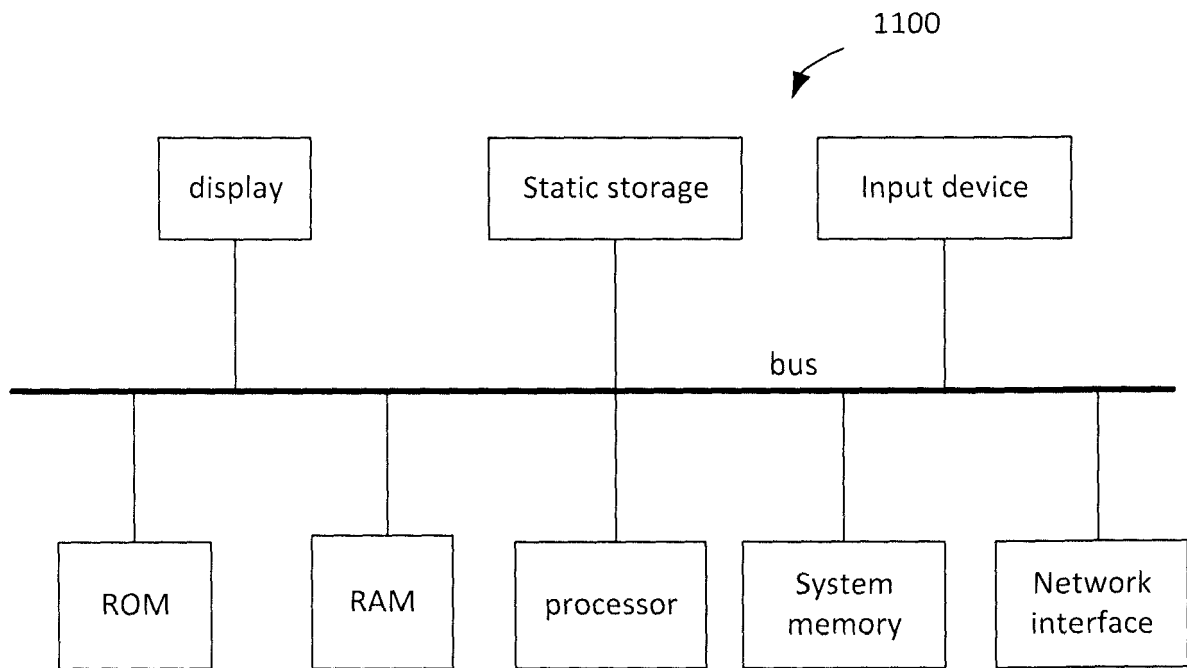 1100
display
Static storage
Input device
bus
ROM
RAM
processor
System
memory
Network
interface